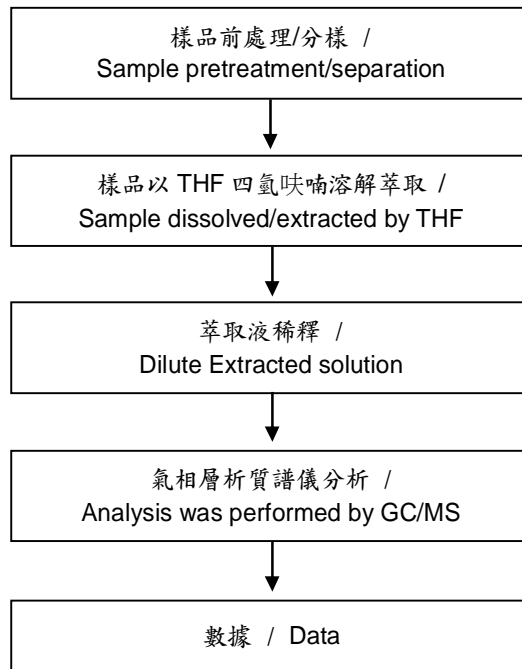 樣品前處理/分樣 /
Sample pretreatment/separation
樣品以 THF 四氫呋喃溶解萃取 /
Sample dissolved/extracted by THF
萃取液稀釋 /
Dilute Extracted solution
氣相層析質譜儀分析 /
Analysis was performed by GC/MS
數據 / Data